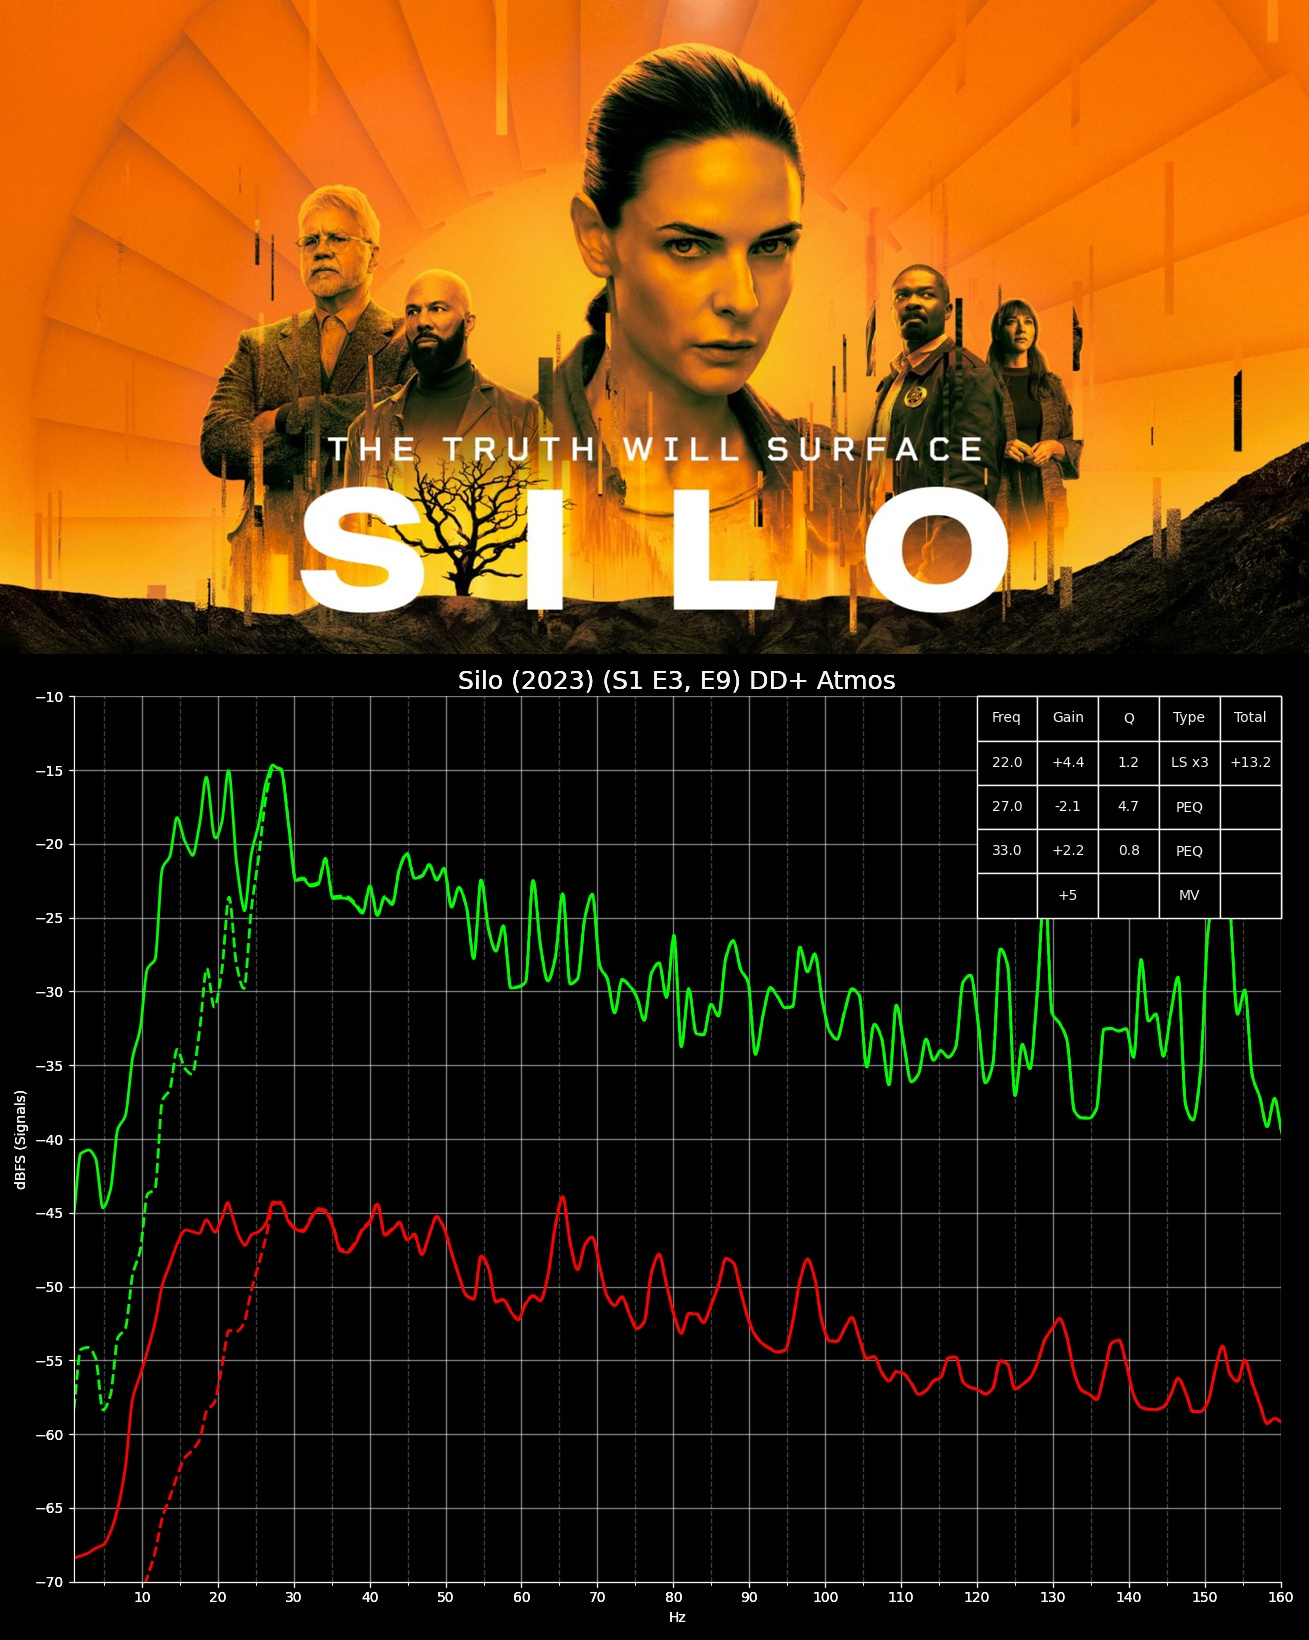 THE TRUTH WILL SURFACE
SILO
Silo (2023) (S1 E3, E9) DD+ Atmos
Freq Gain Q Type Total
22.0 +4.4 1.2 LS x3 +13.2
27.0 -2.1 4.7 PEQ
33.0 +2.2 0.8 PEQ
+5 MV
−10
−15
−20
−25
−30
−35
−40
−45
−50
−55
−60
−65
−70
dBFS (Signals)
10 20 30 40 50 60 70 80 90 100 110 120 130 140 150 160
Hz